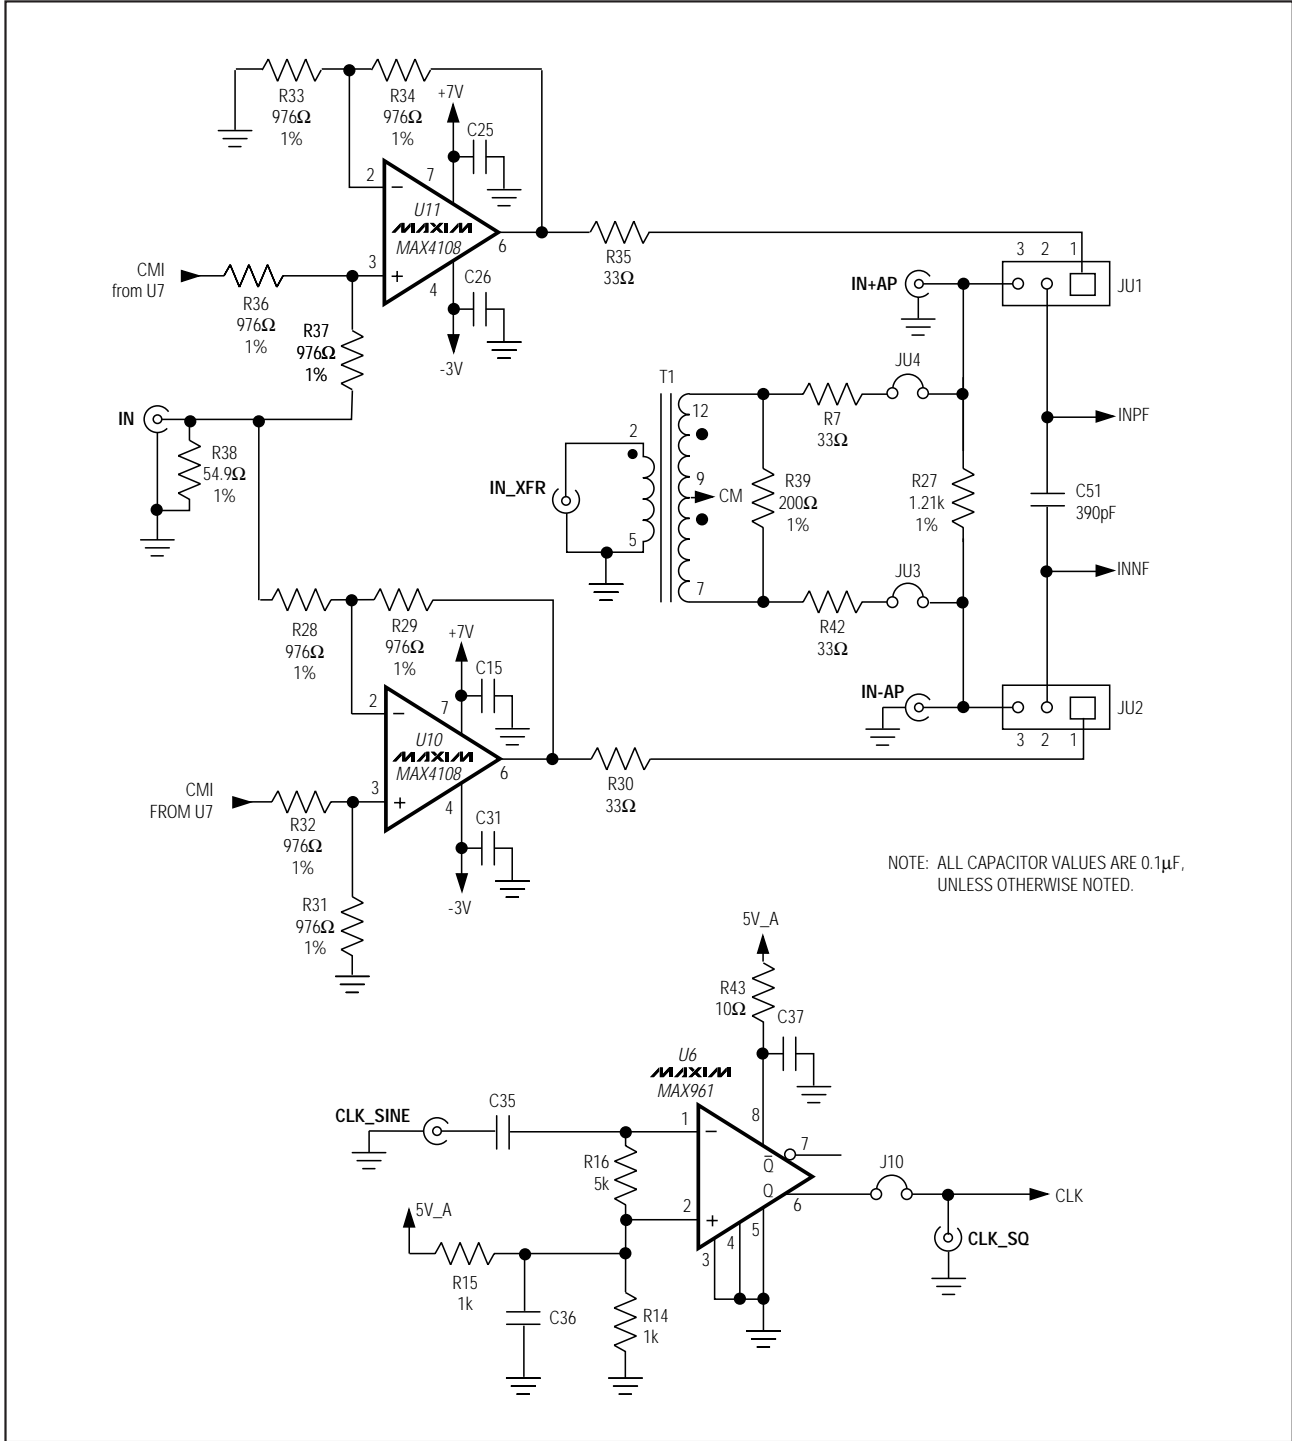 R33
976Ω
1%
R34
976Ω
1%
+7V
C25
2
7
−
U11
MAXIM
MAX4108
6
3
+
4
C26
-3V
CMI
from U7
R36
976Ω
1%
R37
976Ω
1%
R35
33Ω
3 2 1
IN+AP
JU1
IN
R38
54.9Ω
1%
T1
12
2
9
CM
5
7
IN_XFR
R39
200Ω
1%
JU4
R7
33Ω
R27
1.21k
1%
INPF
C51
390pF
INNF
JU3
R42
33Ω
IN-AP
JU2
3 2 1
R28
976Ω
1%
R29
976Ω
1%
+7V
C15
2
7
−
U10
MAXIM
MAX4108
6
3
+
4
C31
-3V
CMI
FROM U7
R32
976Ω
1%
R31
976Ω
1%
R30
33Ω
NOTE: ALL CAPACITOR VALUES ARE 0.1µF,
UNLESS OTHERWISE NOTED.
5V_A
R43
10Ω
C37
U6
MAXIM
MAX961
CLK_SINE
C35
1
−
8
7
Q̅
Q
6
R16
5k
2
+
5
4
3
J10
CLK
CLK_SQ
5V_A
R15
1k
C36
R14
1k